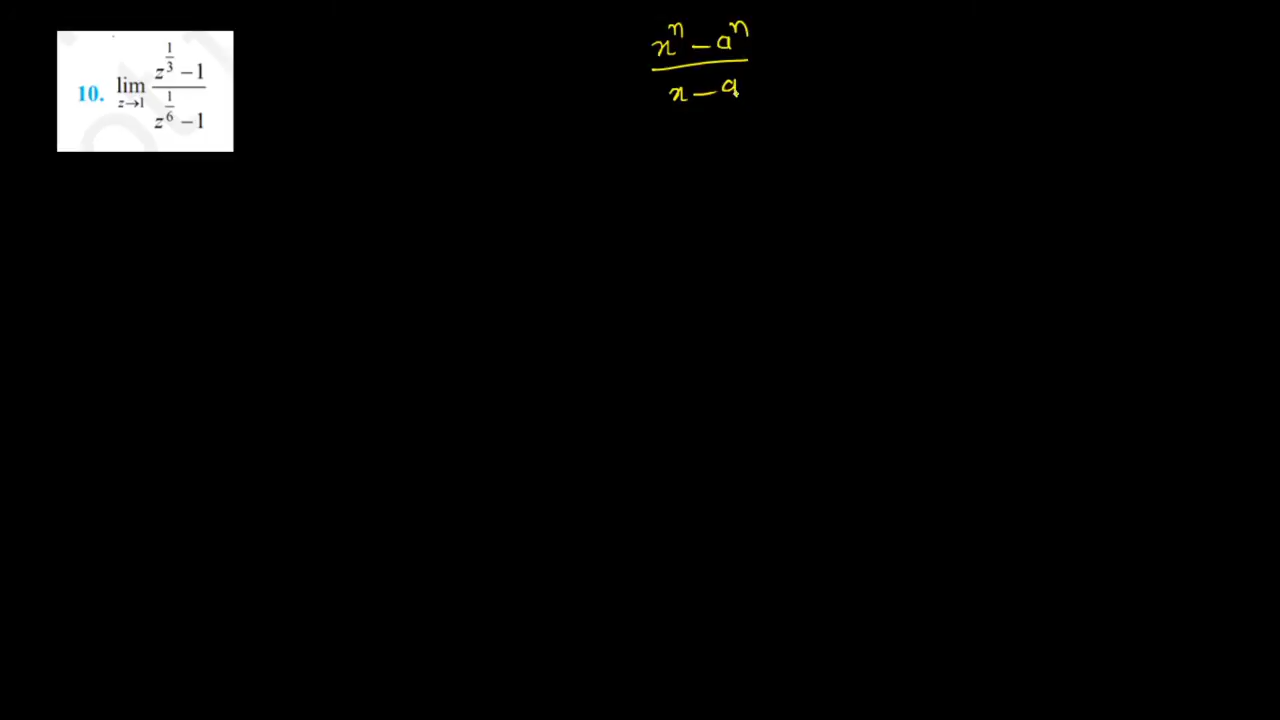 10. lim z→1 (z^(1/3) − 1)/(z^(1/6) − 1)
x^n − a^n
x − a